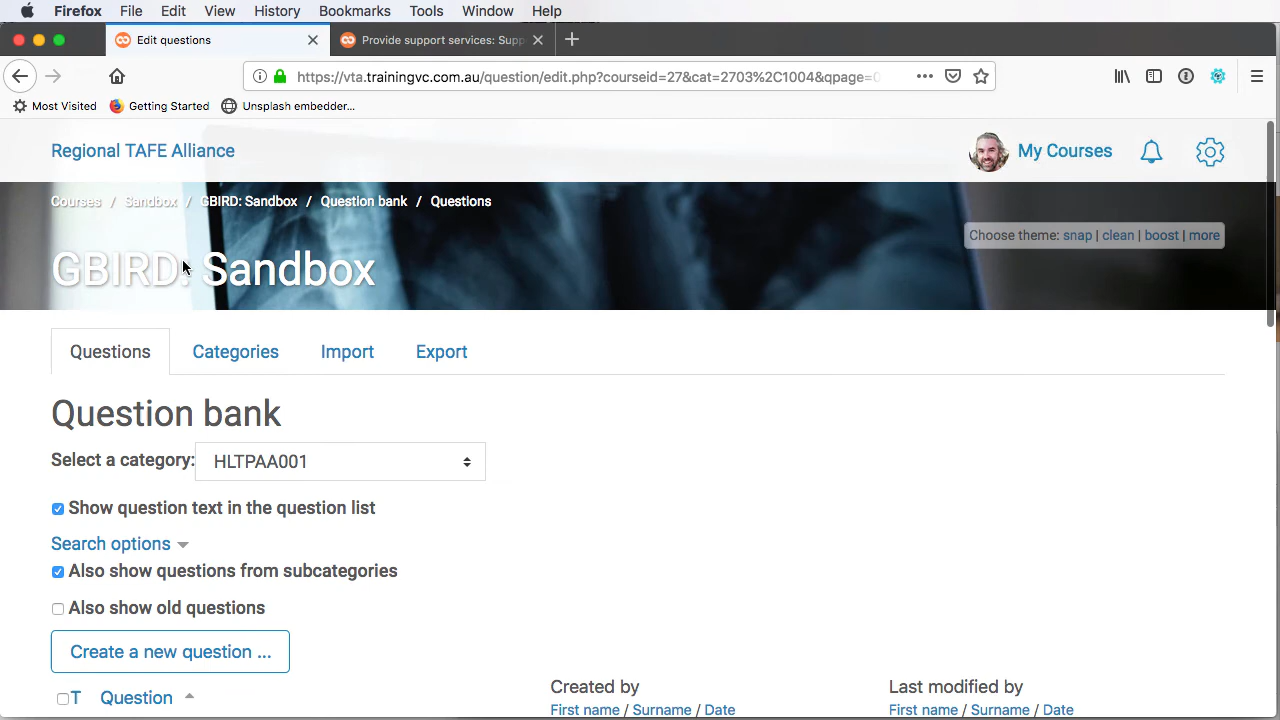 Firefox File Edit View History Bookmarks Tools Window Help
Edit questions
Provide support services: Supp
https://vta.trainingvc.com.au/question/edit.php?courseid=27&cat=2703%2C1004&qpage=0
Most Visited Getting Started Unsplash embedder...
Regional TAFE Alliance
My Courses
Courses / Sandbox / GBIRD: Sandbox / Question bank / Questions
Choose theme: snap | clean | boost | more
GBIRD: Sandbox
Questions Categories Import Export
Question bank
Select a category: HLTPAA001
Show question text in the question list
Search options
Also show questions from subcategories
Also show old questions
Create a new question ...
T Question
Created by
First name / Surname / Date
Last modified by
First name / Surname / Date